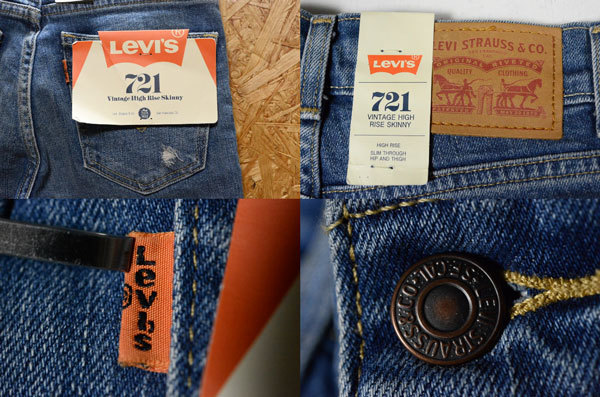 LEVI'S®
721
Vintage High Rise Skinny
LEVI'S®
721
VINTAGE HIGH
RISE SKINNY
HIGH RISE
SLIM THROUGH
HIP AND THIGH
LEVI STRAUSS & CO.
ORIGINAL RIVETED
QUALITY CLOTHING
Levi's
®